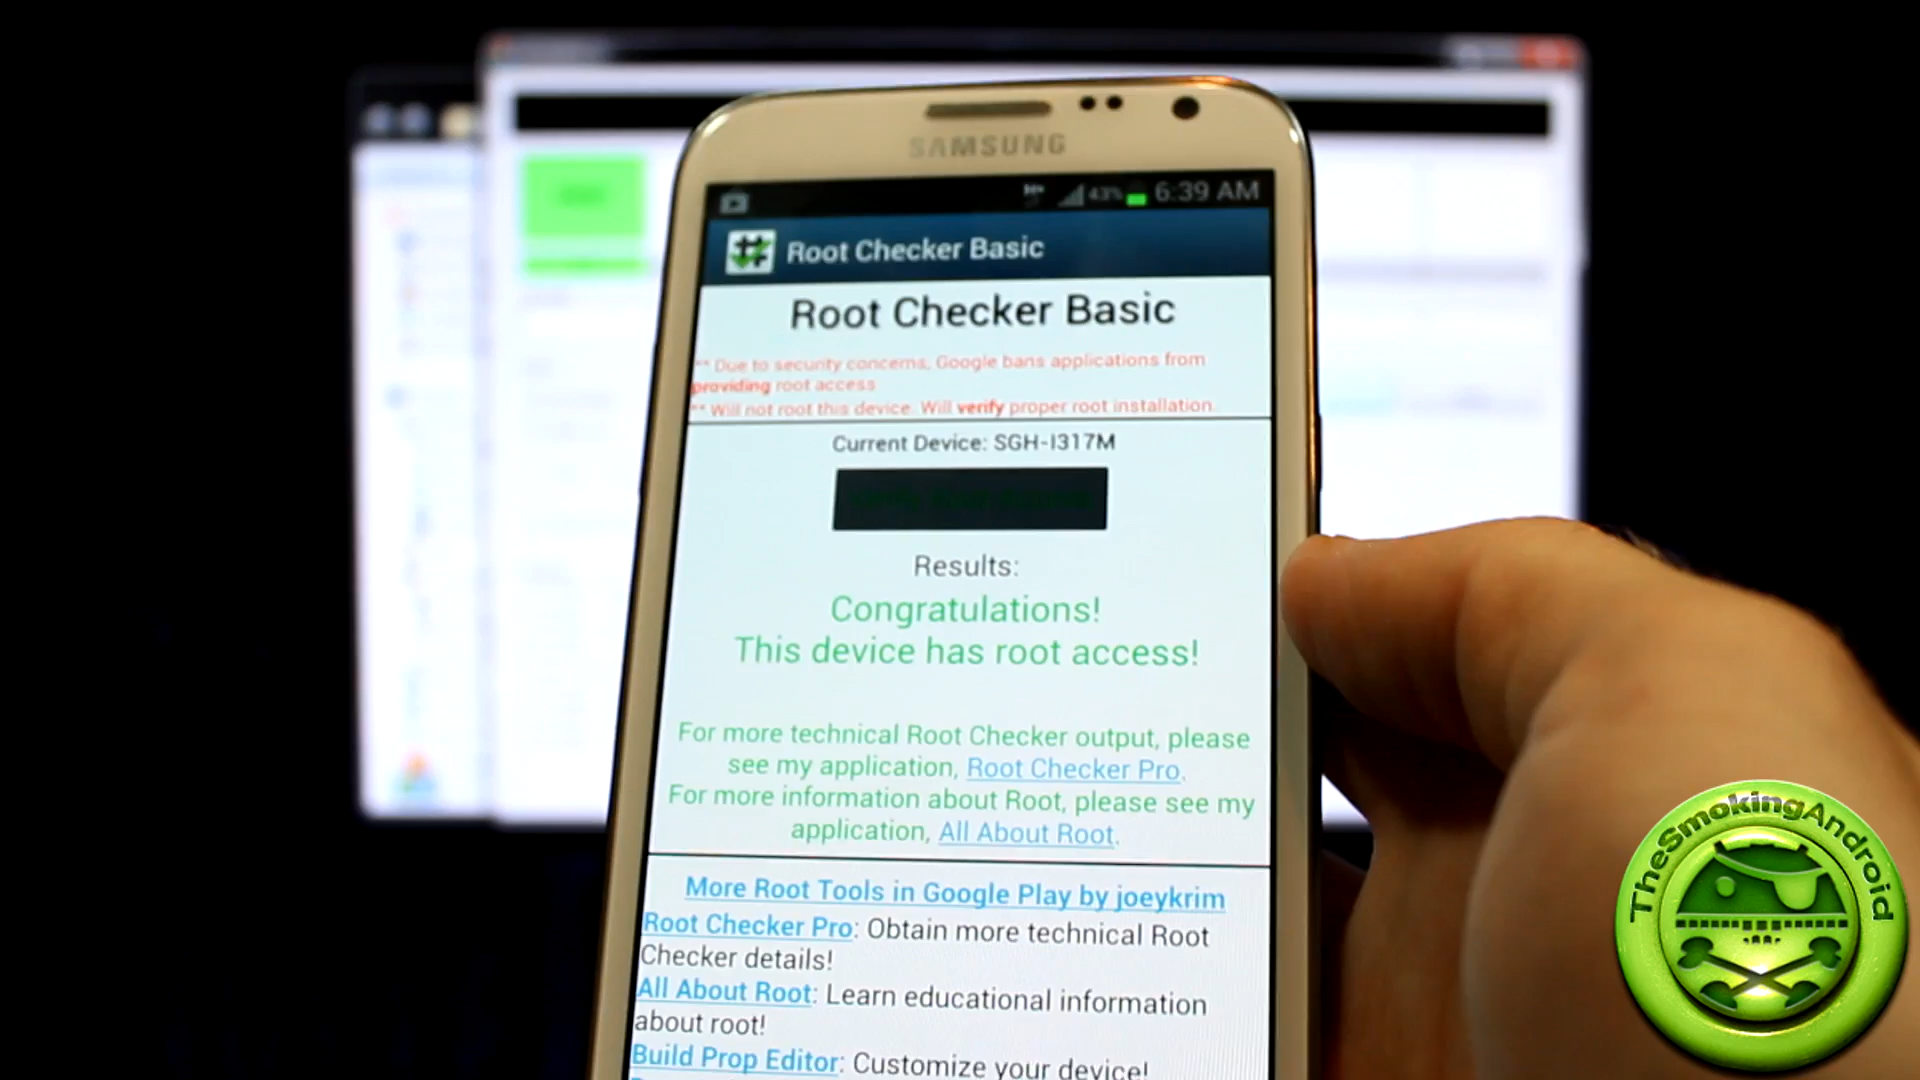 SAMSUNG
43% 6:39 AM
Root Checker Basic
Root Checker Basic
** Due to security concerns, Google bans applications from
providing root access
** Will not root this device. Will verify proper root installation.
Current Device: SGH-I317M
Results:
Congratulations!
This device has root access!
For more technical Root Checker output, please
see my application, Root Checker Pro.
For more information about Root, please see my
application, All About Root.
More Root Tools in Google Play by joeykrim
Root Checker Pro: Obtain more technical Root
Checker details!
All About Root: Learn educational information
about root!
Build Prop Editor: Customize your device!
TheSmokingAndroid